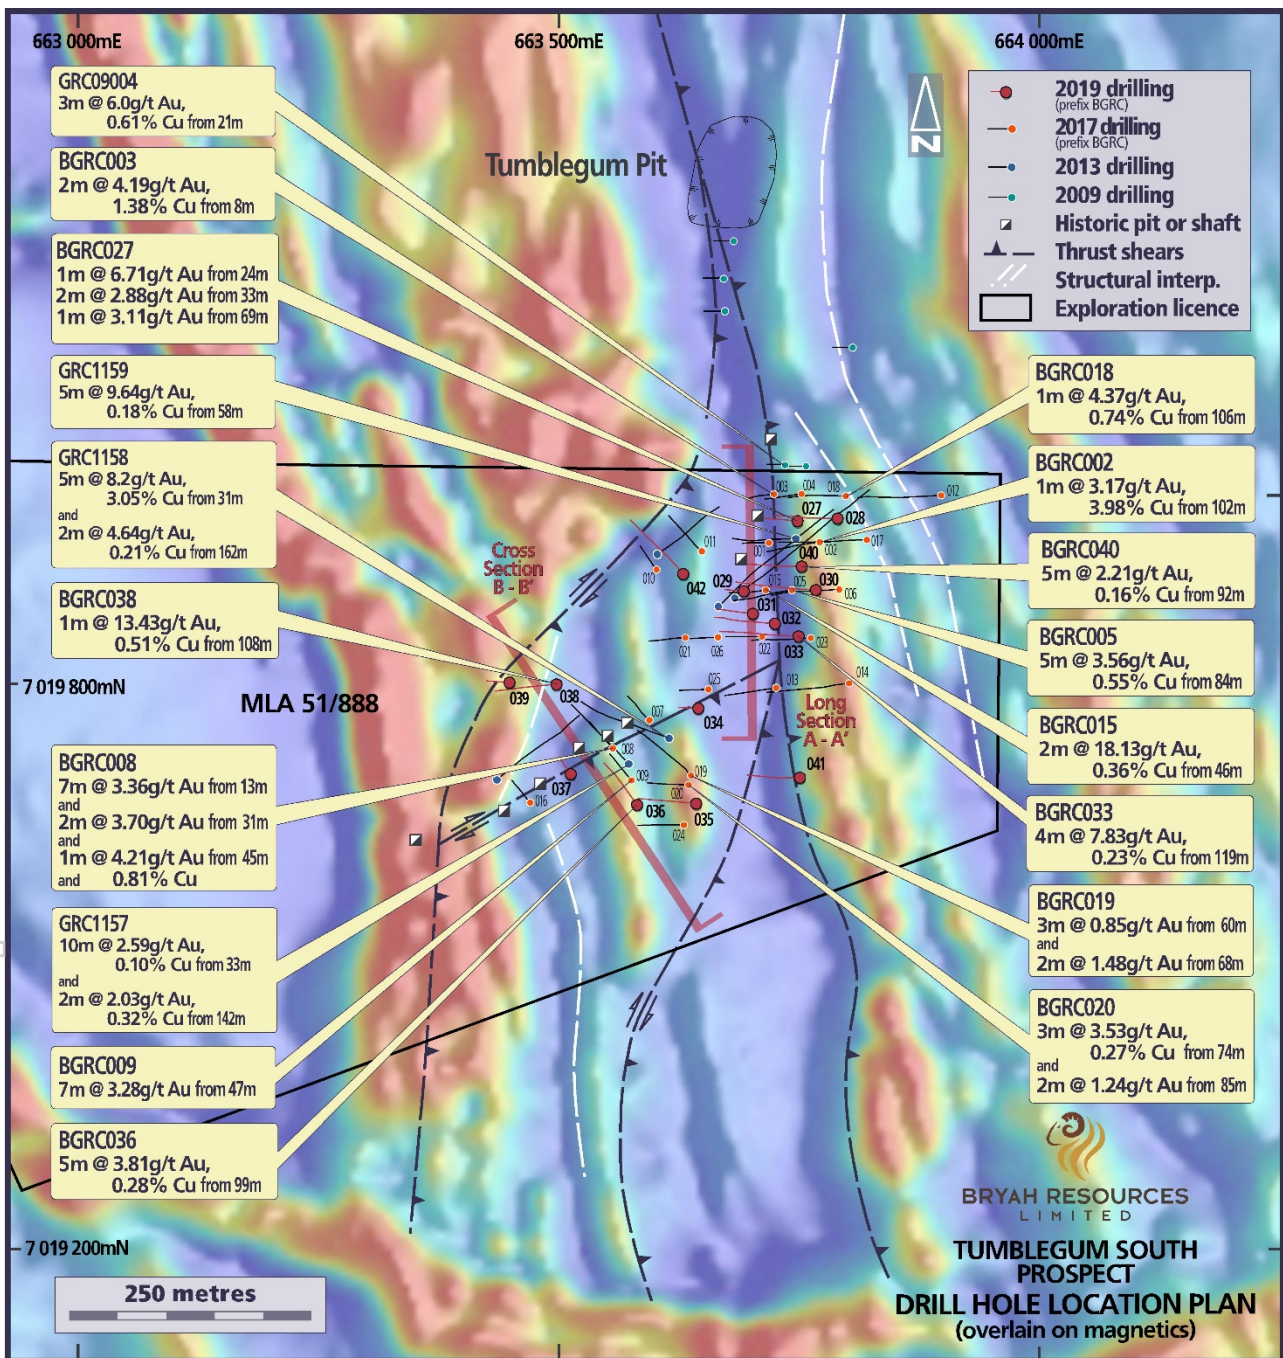 663 000mE
663 500mE
664 000mE
GRC09004
3m @ 6.0g/t Au,
0.61% Cu from 21m
BGRC003
2m @ 4.19g/t Au,
1.38% Cu from 8m
BGRC027
1m @ 6.71g/t Au from 24m
2m @ 2.88g/t Au from 33m
1m @ 3.11g/t Au from 69m
GRC1159
5m @ 9.64g/t Au,
0.18% Cu from 58m
GRC1158
5m @ 8.2g/t Au,
3.05% Cu from 31m
and
2m @ 4.64g/t Au,
0.21% Cu from 162m
BGRC038
1m @ 13.43g/t Au,
0.51% Cu from 108m
7 019 800mN
MLA 51/888
BGRC008
7m @ 3.36g/t Au from 13m
and
2m @ 3.70g/t Au from 31m
and
1m @ 4.21g/t Au from 45m
and 0.81% Cu
GRC1157
10m @ 2.59g/t Au,
0.10% Cu from 33m
and
2m @ 2.03g/t Au,
0.32% Cu from 142m
BGRC009
7m @ 3.28g/t Au from 47m
BGRC036
5m @ 3.81g/t Au,
0.28% Cu from 99m
7 019 200mN
250 metres
Tumblegum Pit
N
2019 drilling
(prefix BGRC)
2017 drilling
(prefix BGRC)
2013 drilling
2009 drilling
Historic pit or shaft
Thrust shears
Structural interp.
Exploration licence
003
004
018
012
027
028
011
001
002
017
010
040
042
029
015
005
030
006
031
032
021
026
022
033
023
Cross
Section
B - B'
039
038
025
013
014
007
034
Long
Section
A - A'
008
037
009
019
020
041
016
036
035
024
BGRC018
1m @ 4.37g/t Au,
0.74% Cu from 106m
BGRC002
1m @ 3.17g/t Au,
3.98% Cu from 102m
BGRC040
5m @ 2.21g/t Au,
0.16% Cu from 92m
BGRC005
5m @ 3.56g/t Au,
0.55% Cu from 84m
BGRC015
2m @ 18.13g/t Au,
0.36% Cu from 46m
BGRC033
4m @ 7.83g/t Au,
0.23% Cu from 119m
BGRC019
3m @ 0.85g/t Au from 60m
and
2m @ 1.48g/t Au from 68m
BGRC020
3m @ 3.53g/t Au,
0.27% Cu from 74m
and
2m @ 1.24g/t Au from 85m
BRYAH RESOURCES
LIMITED
TUMBLEGUM SOUTH
PROSPECT
DRILL HOLE LOCATION PLAN
(overlain on magnetics)